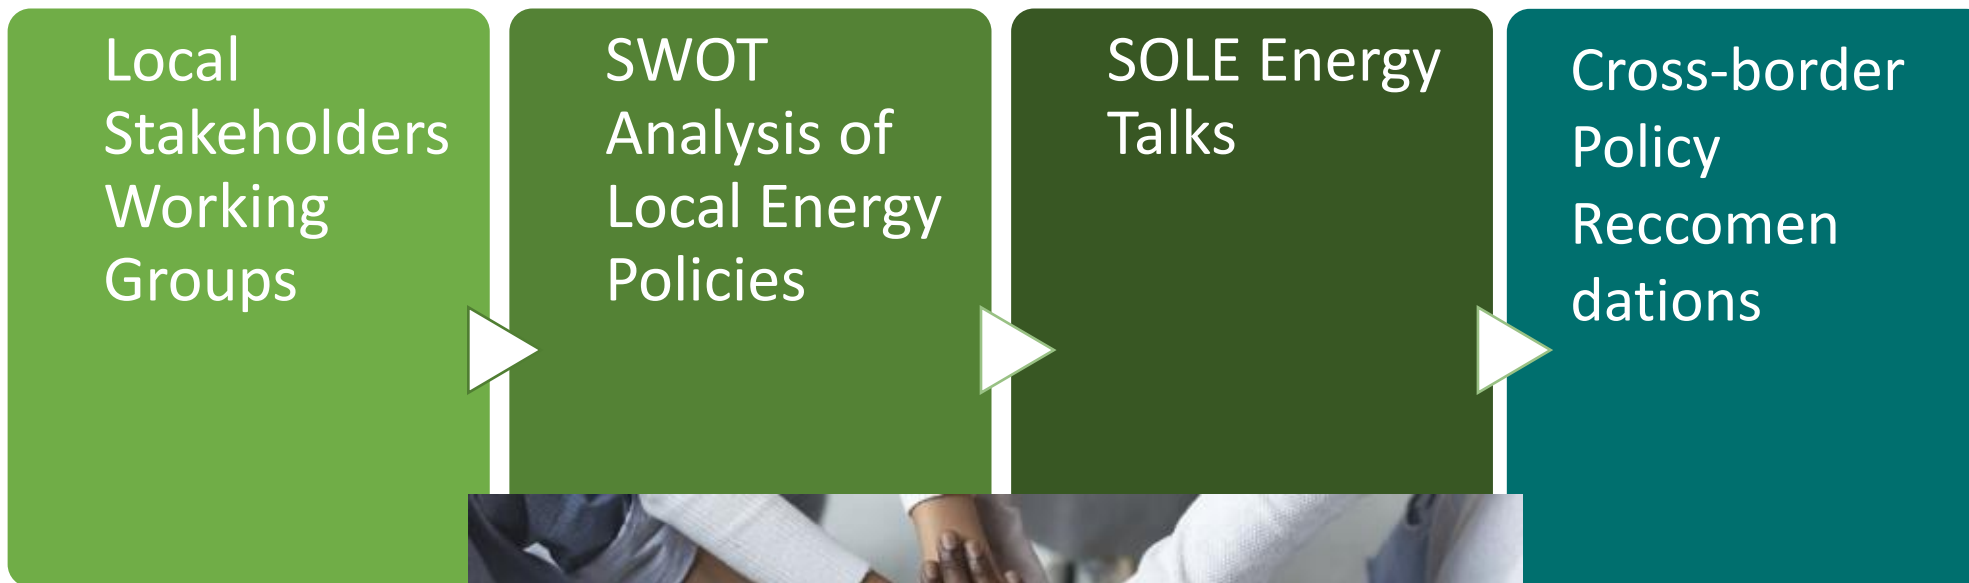 Local
Stakeholders
Working
Groups
SWOT
Analysis of
Local Energy
Policies
SOLE Energy
Talks
Cross-border
Policy
Reccomen
dations